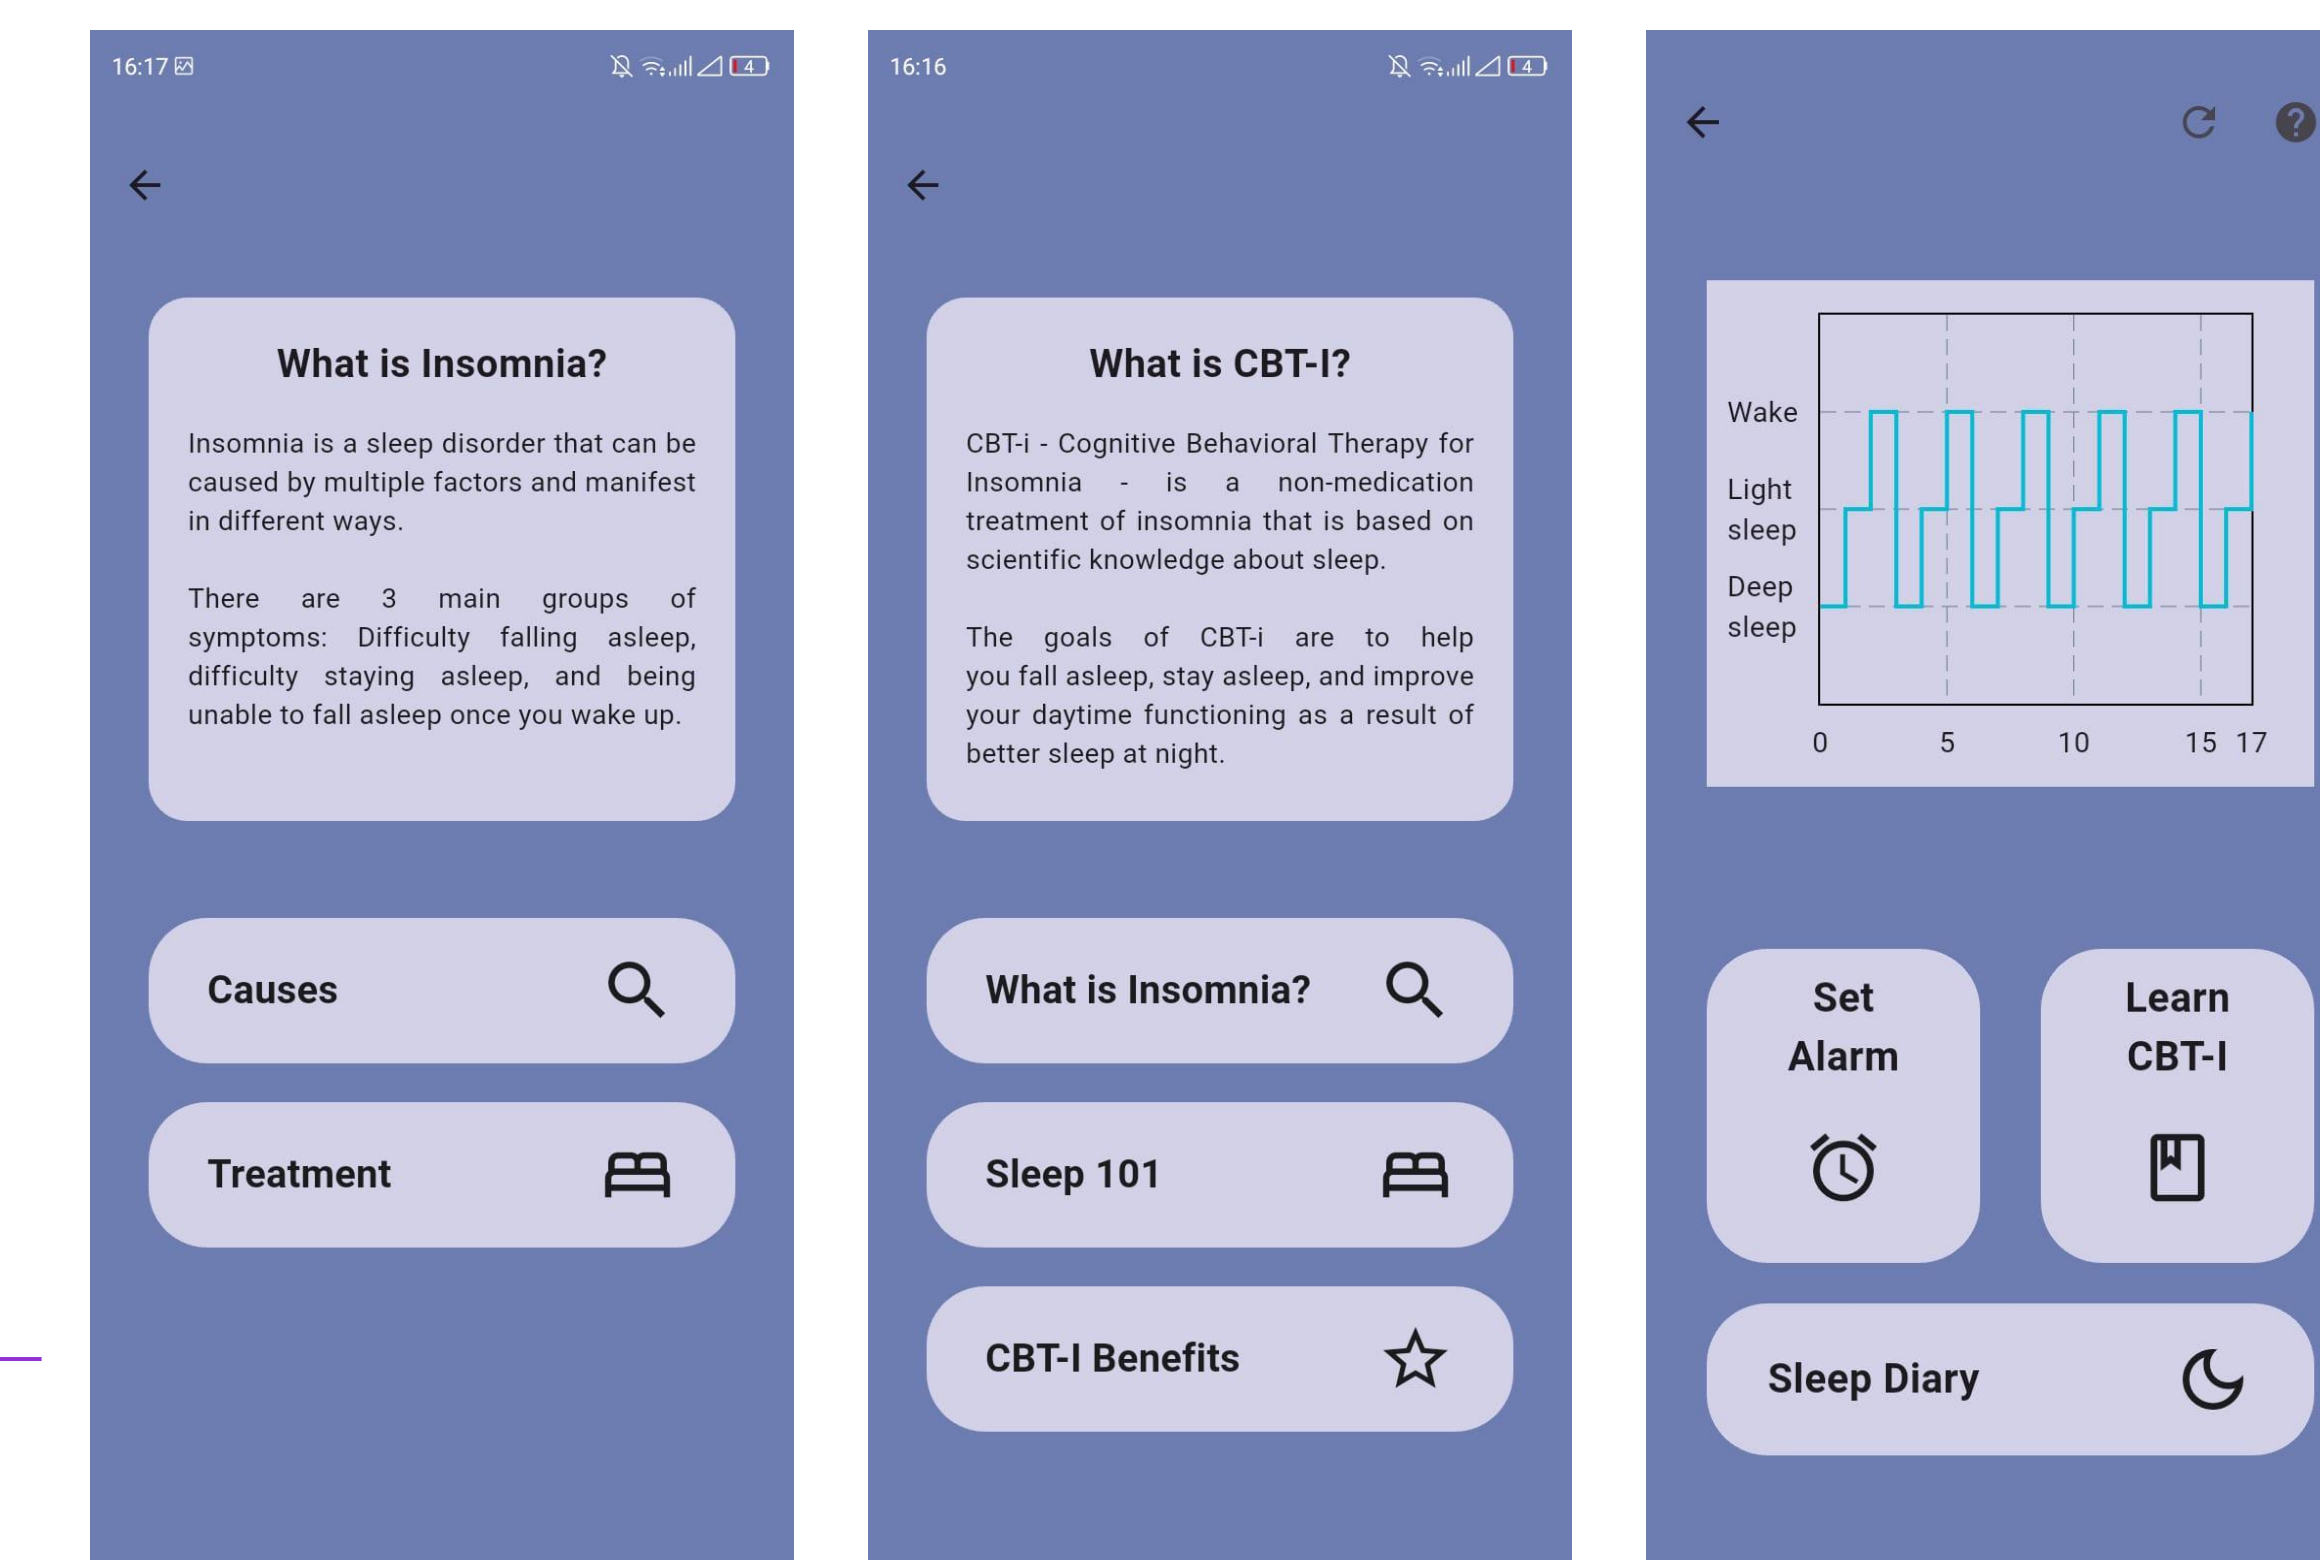 16:17
4
What is Insomnia?
Insomnia is a sleep disorder that can be
caused by multiple factors and manifest
in different ways.
There are 3 main groups of
symptoms: Difficulty falling asleep,
difficulty staying asleep, and being
unable to fall asleep once you wake up.
Causes
Treatment
16:16
4
What is CBT-I?
CBT-i - Cognitive Behavioral Therapy for
Insomnia - is a non-medication
treatment of insomnia that is based on
scientific knowledge about sleep.
The goals of CBT-i are to help
you fall asleep, stay asleep, and improve
your daytime functioning as a result of
better sleep at night.
What is Insomnia?
Sleep 101
CBT-I Benefits
?
Wake
Light
sleep
Deep
sleep
0 5 10 15 17
Set
Alarm
Learn
CBT-I
Sleep Diary